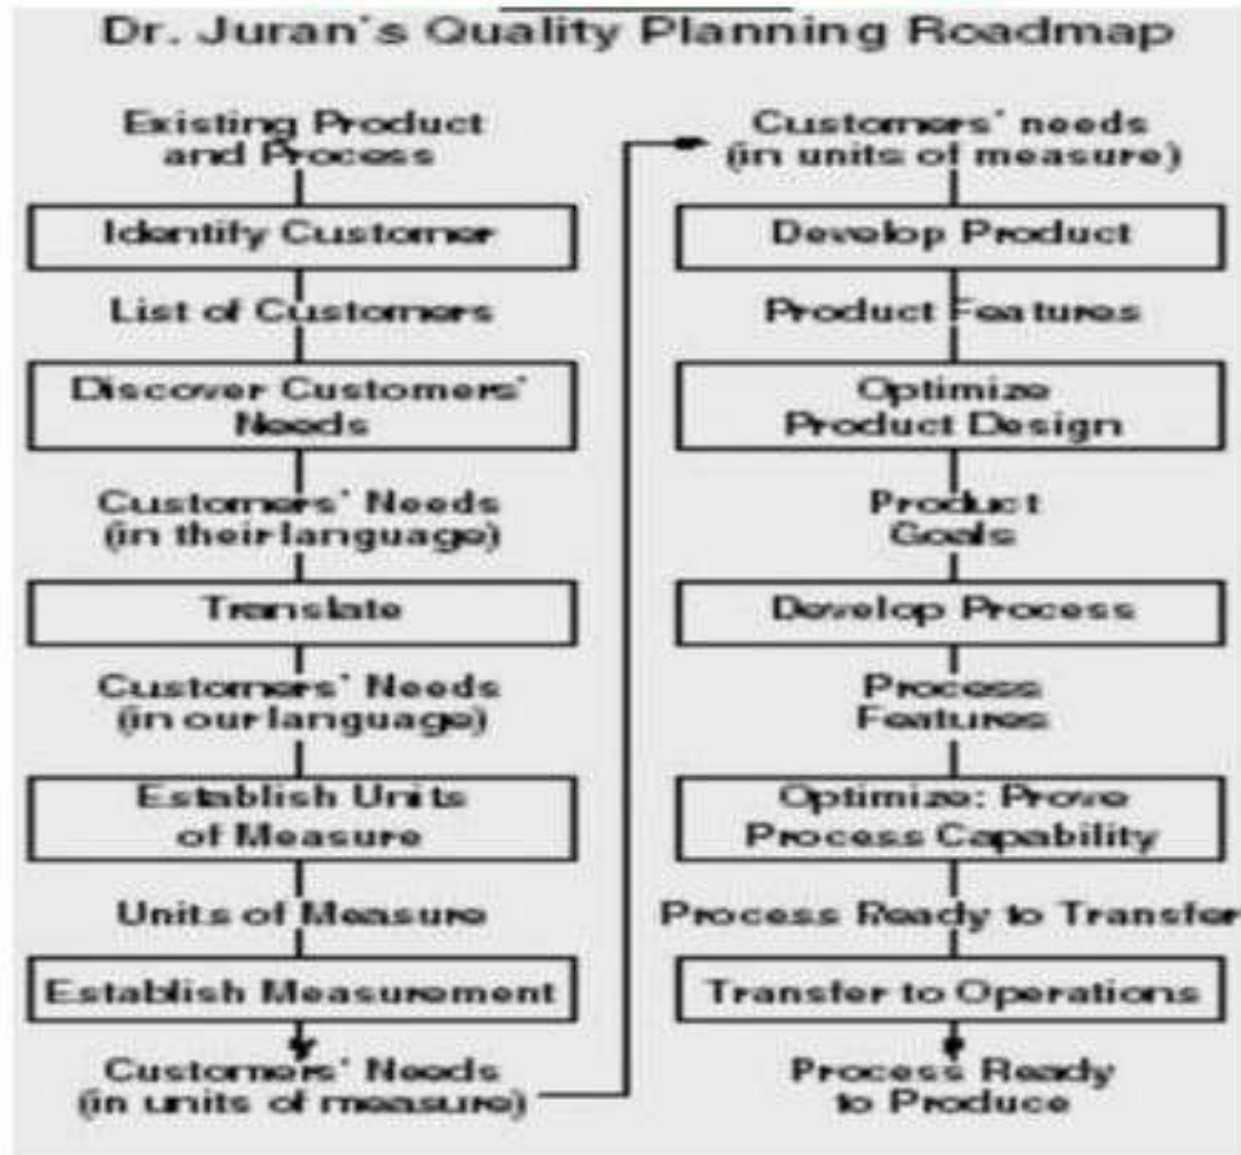 Dr. Juran's Quality Planning Roadmap
Existing Product
and Process
Identify Customer
List of Customers
Discover Customers'
Needs
Customers' Needs
(in their language)
Translate
Customers' Needs
(in our language)
Establish Units
of Measure
Units of Measure
Establish Measurement
Customers' Needs
(in units of measure)
Customers' needs
(in units of measure)
Develop Product
Product Features
Optimize
Product Design
Product
Goals
Develop Process
Process
Features
Optimize: Prove
Process Capability
Process Ready to Transfer
Transfer to Operations
Process Ready
to Produce